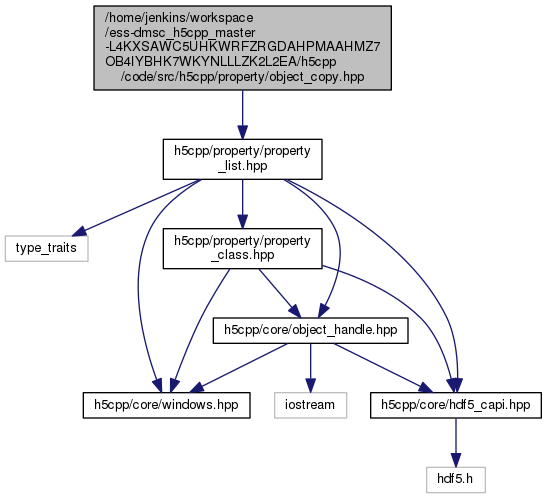 /home/jenkins/workspace
/ess-dmsc_h5cpp_master
-L4KXSAWC5UHKWRFZRGDAHPMAAHMZ7
OB4IYBHK7WKYNLLLZK2L2EA/h5cpp
/code/src/h5cpp/property/object_copy.hpp
h5cpp/property/property
_list.hpp
type_traits
h5cpp/property/property
_class.hpp
h5cpp/core/object_handle.hpp
h5cpp/core/windows.hpp
iostream
h5cpp/core/hdf5_capi.hpp
hdf5.h